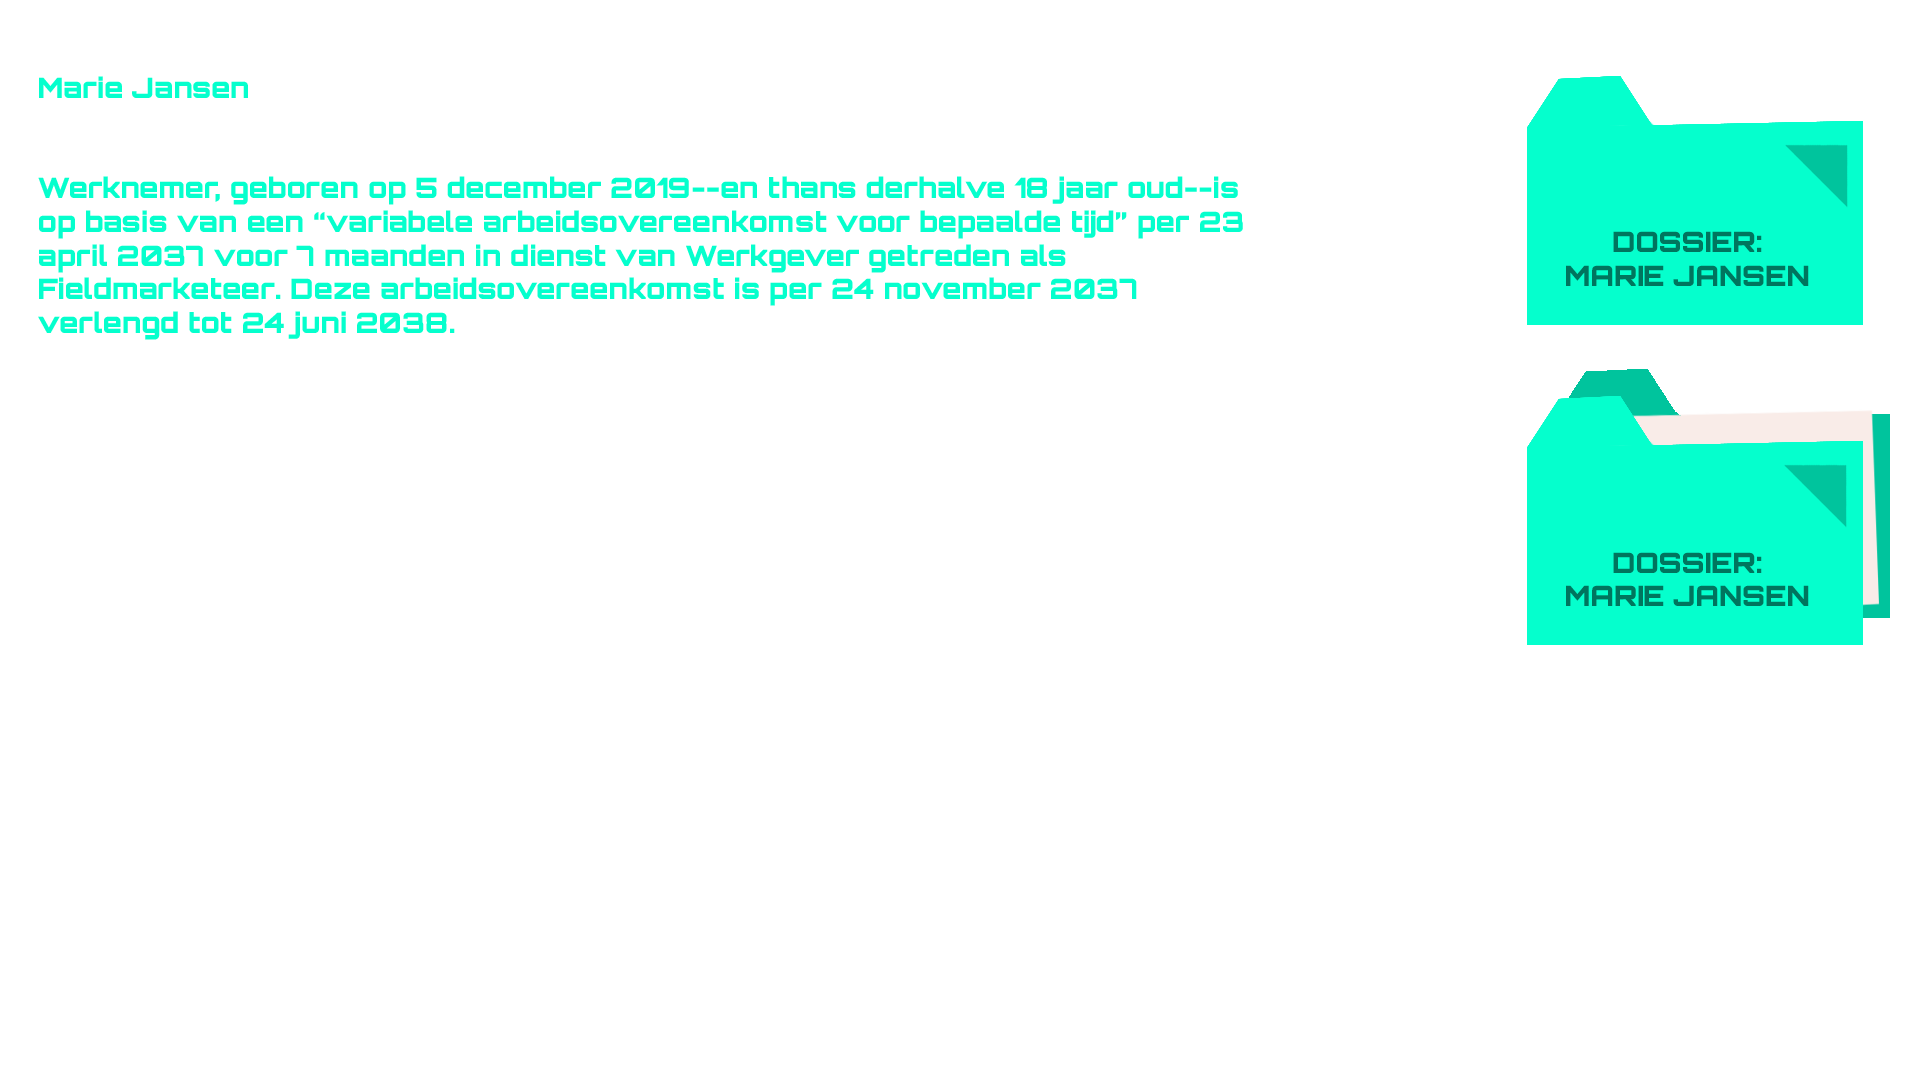 Marie Jansen
Werknemer, geboren op 5 december 2019--en thans derhalve 18 jaar oud--is
op basis van een “variabele arbeidsovereenkomst voor bepaalde tijd” per 23
april 2037 voor 7 maanden in dienst van Werkgever getreden als
Fieldmarketeer. Deze arbeidsovereenkomst is per 24 november 2037
verlengd tot 24 juni 2038.
DOSSIER:
MARIE JANSEN
DOSSIER:
MARIE JANSEN